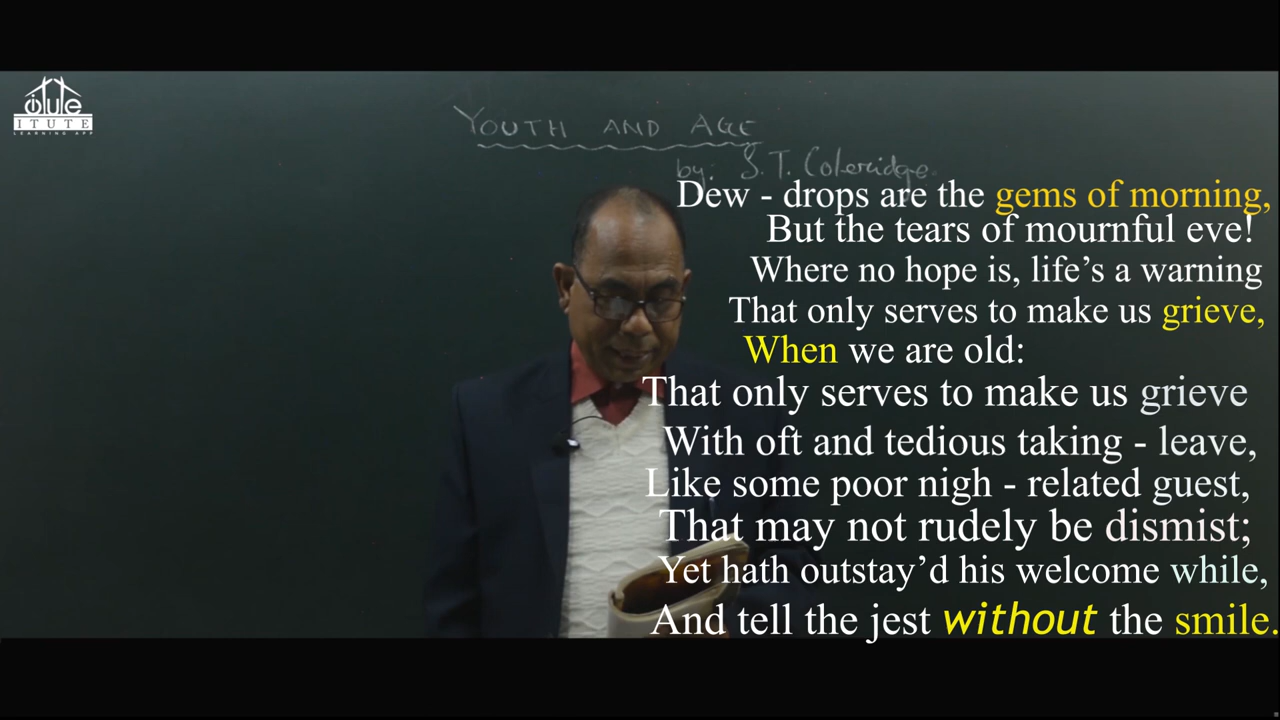 itute
ITUTE
LEARNING APP
YOUTH AND AGE
by: S.T. Coleridge.
Dew - drops are the gems of morning,
But the tears of mournful eve!
Where no hope is, life’s a warning
That only serves to make us grieve,
When we are old:
That only serves to make us grieve
With oft and tedious taking - leave,
Like some poor nigh - related guest,
That may not rudely be dismist;
Yet hath outstay’d his welcome while,
And tell the jest without the smile.